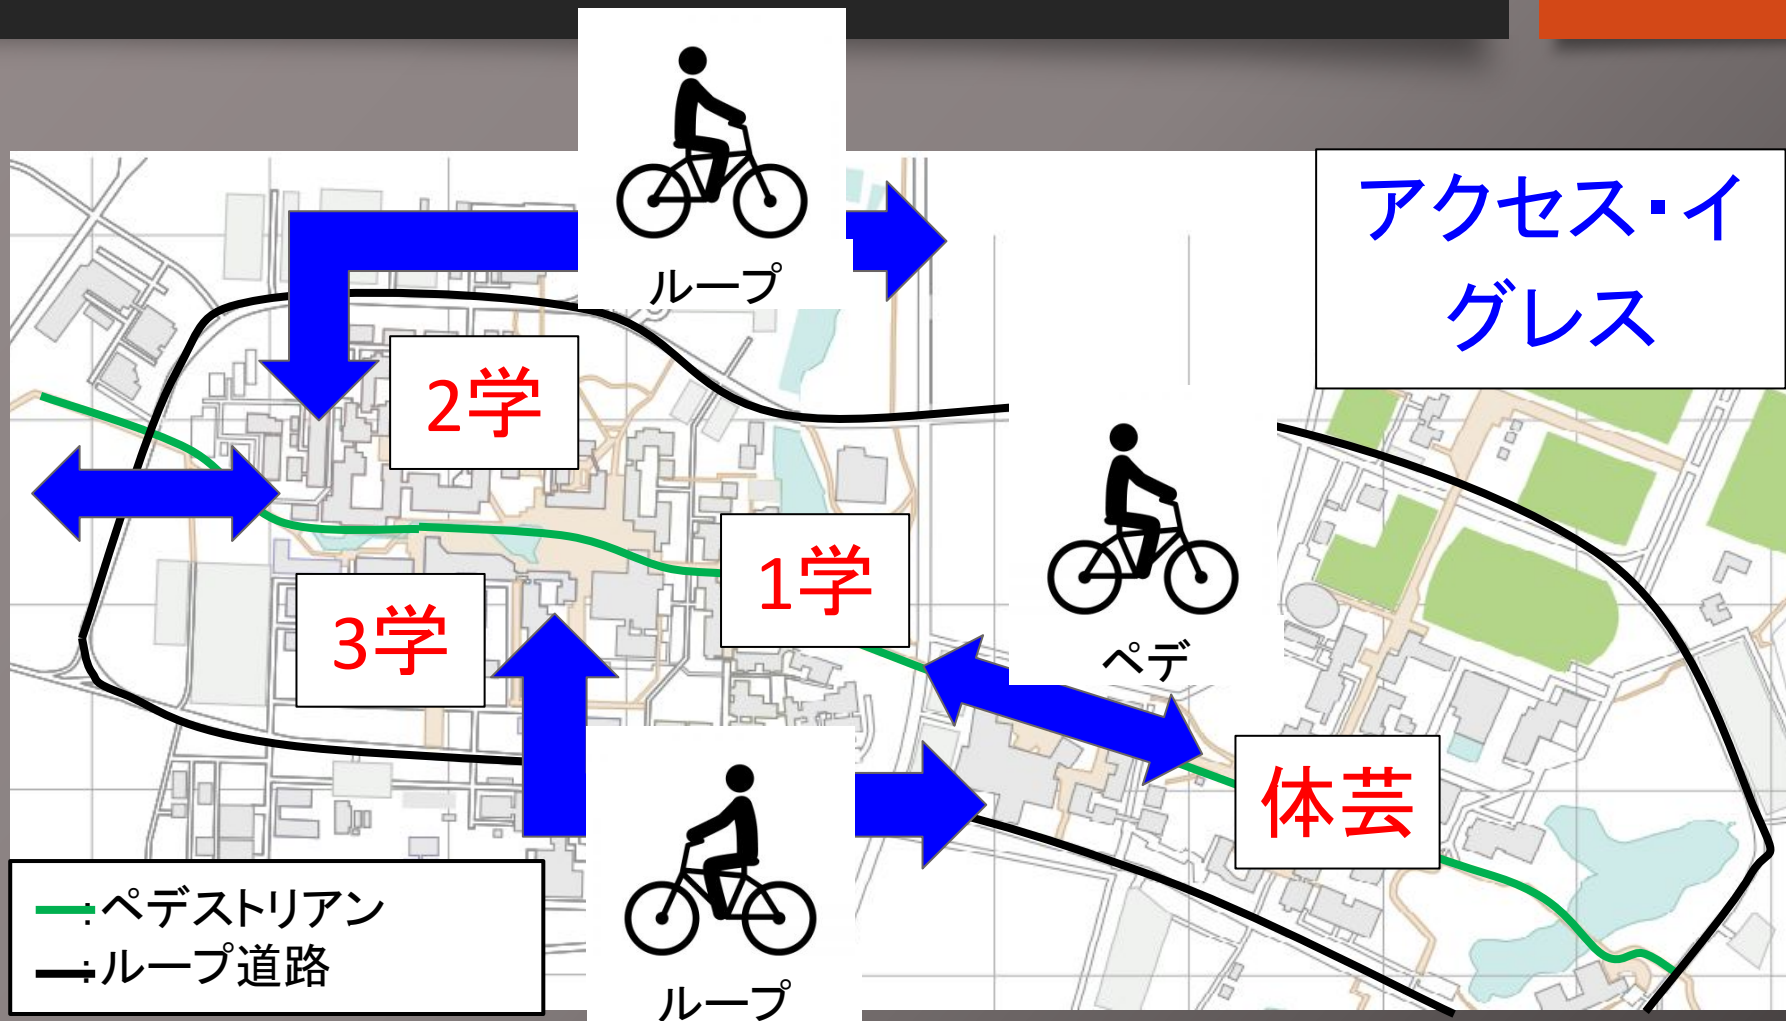 ループ
アクセス・イ
グレス
2学
1学
3学
ペデ
体芸
:ペデストリアン
:ループ道路
ループ